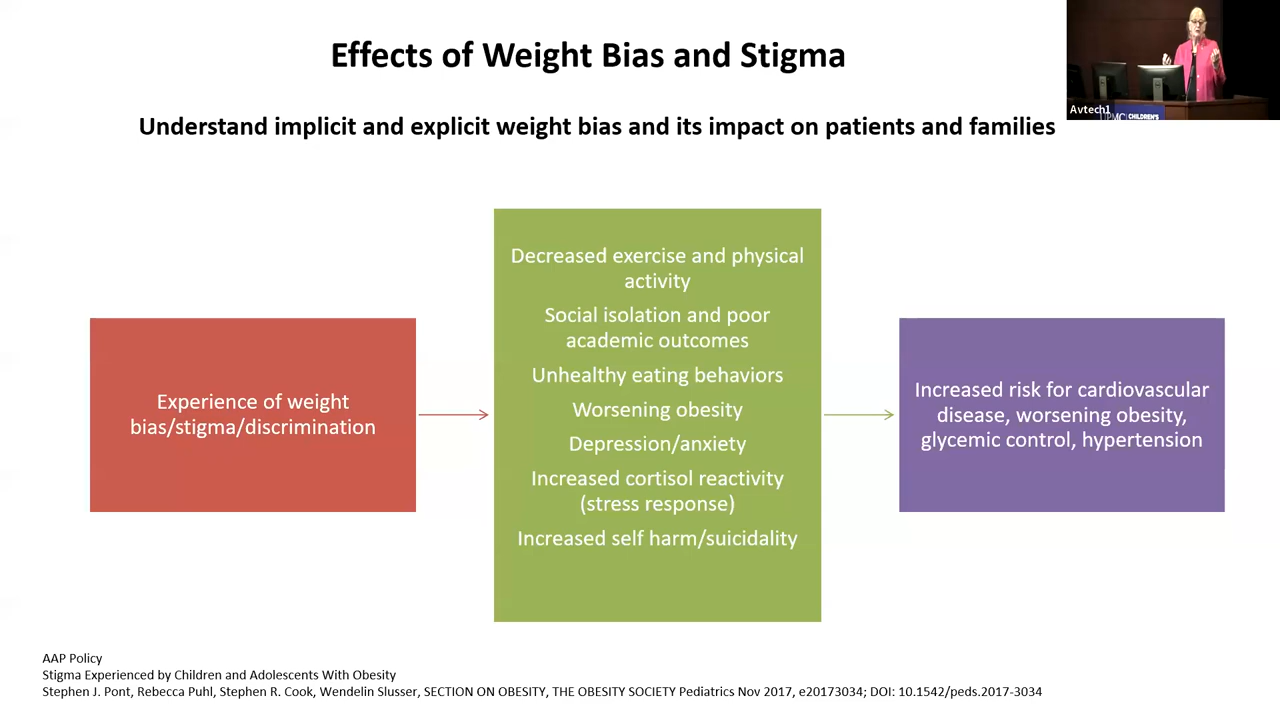 Effects of Weight Bias and Stigma
Understand implicit and explicit weight bias and its impact on patients and families
Avtech1
UPMC CHILDREN'S
Experience of weight
bias/stigma/discrimination
Decreased exercise and physical
activity
Social isolation and poor
academic outcomes
Unhealthy eating behaviors
Worsening obesity
Depression/anxiety
Increased cortisol reactivity
(stress response)
Increased self harm/suicidality
Increased risk for cardiovascular
disease, worsening obesity,
glycemic control, hypertension
AAP Policy
Stigma Experienced by Children and Adolescents With Obesity
Stephen J. Pont, Rebecca Puhl, Stephen R. Cook, Wendelin Slusser, SECTION ON OBESITY, THE OBESITY SOCIETY Pediatrics Nov 2017, e20173034; DOI: 10.1542/peds.2017-3034